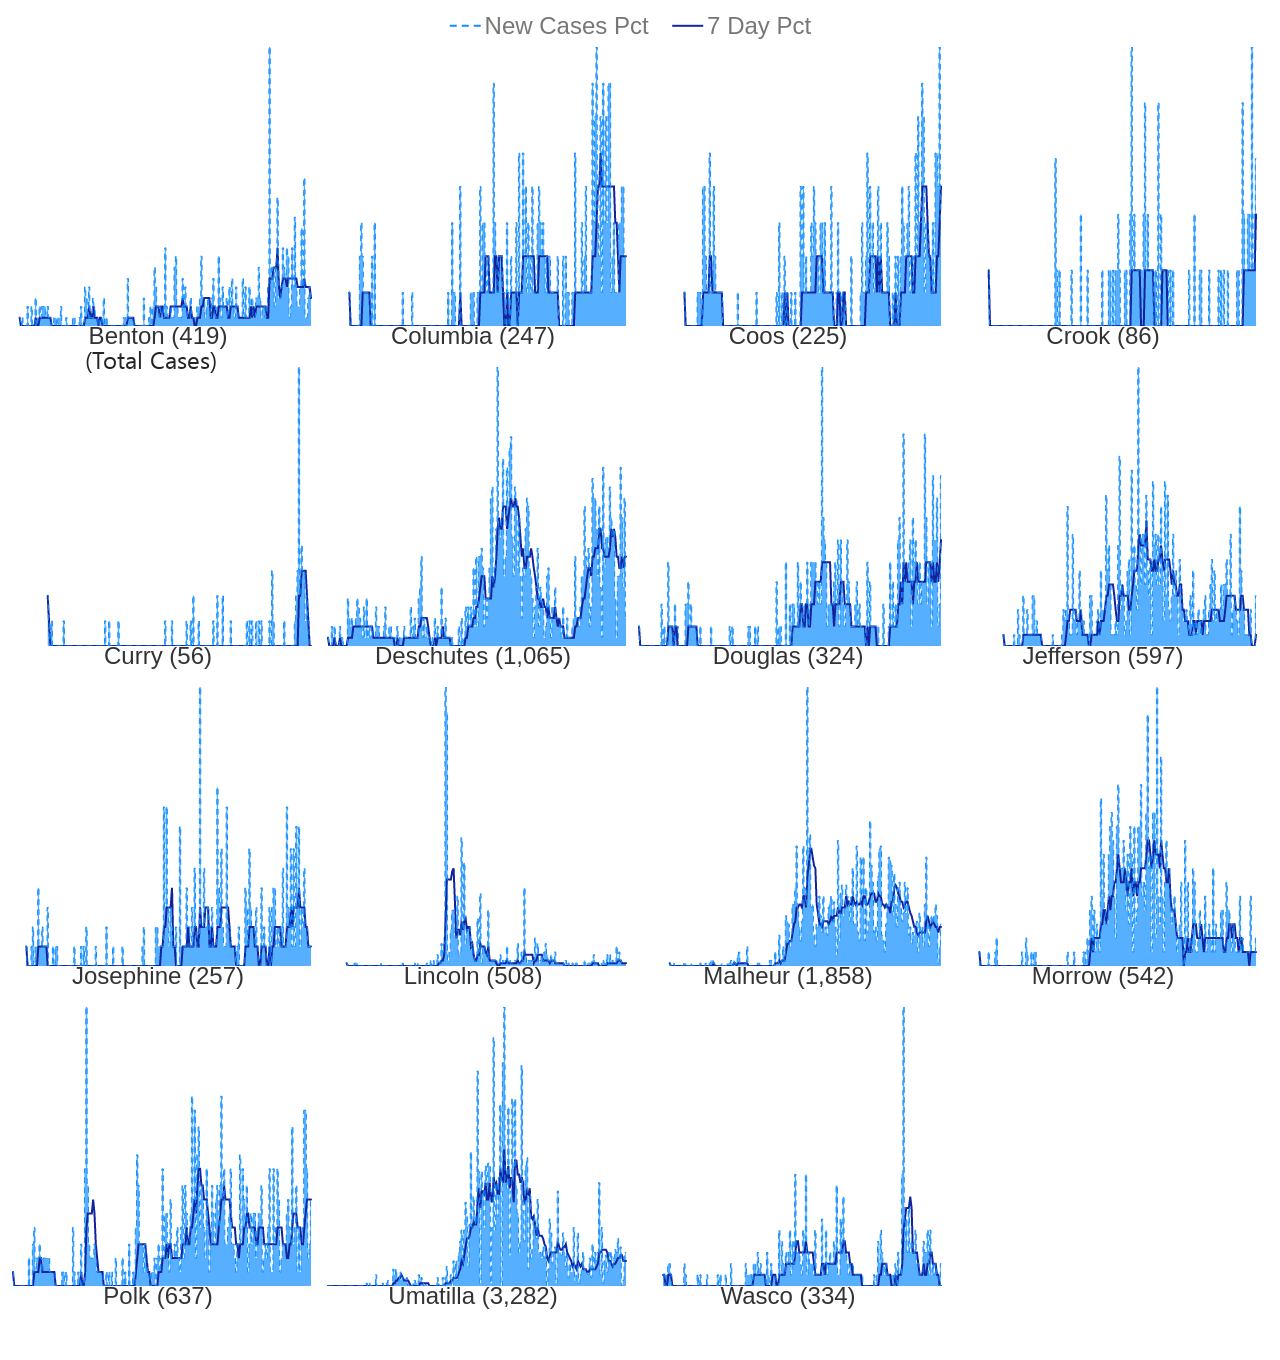 New Cases Pct 7 Day Pct
Benton (419) Columbia (247) Coos (225) Crook (86)
(Total Cases)
Curry (56) Deschutes (1,065) Douglas (324) Jefferson (597)
Josephine (257) Lincoln (508) Malheur (1,858) Morrow (542)
Polk (637) Umatilla (3,282) Wasco (334)